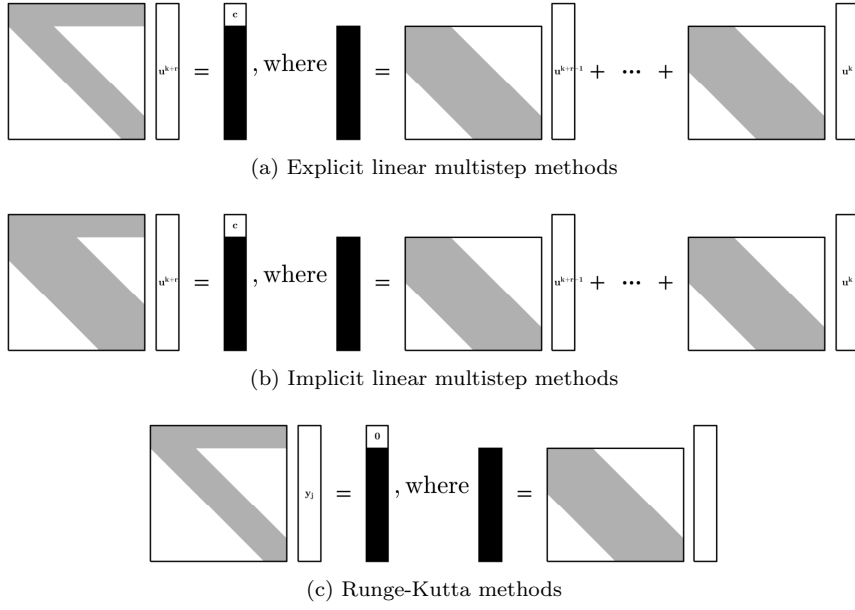 u^{k+r} = c , where = u^{k+r-1} + ... + u^k
(a) Explicit linear multistep methods
u^{k+r} = c , where = u^{k+r-1} + ... + u^k
(b) Implicit linear multistep methods
y_j = 0 , where =
(c) Runge-Kutta methods